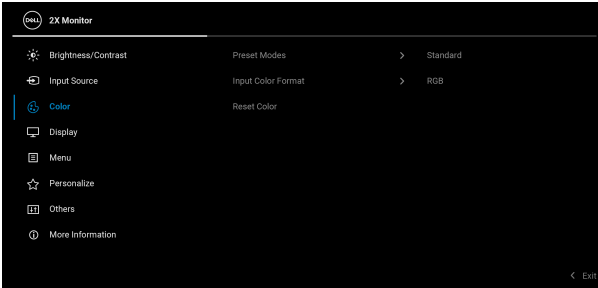 DELL 2X Monitor
Brightness/Contrast Preset Modes Standard
Input Source Input Color Format RGB
Color Reset Color
Display
Menu
Personalize
Others
More Information
Exit